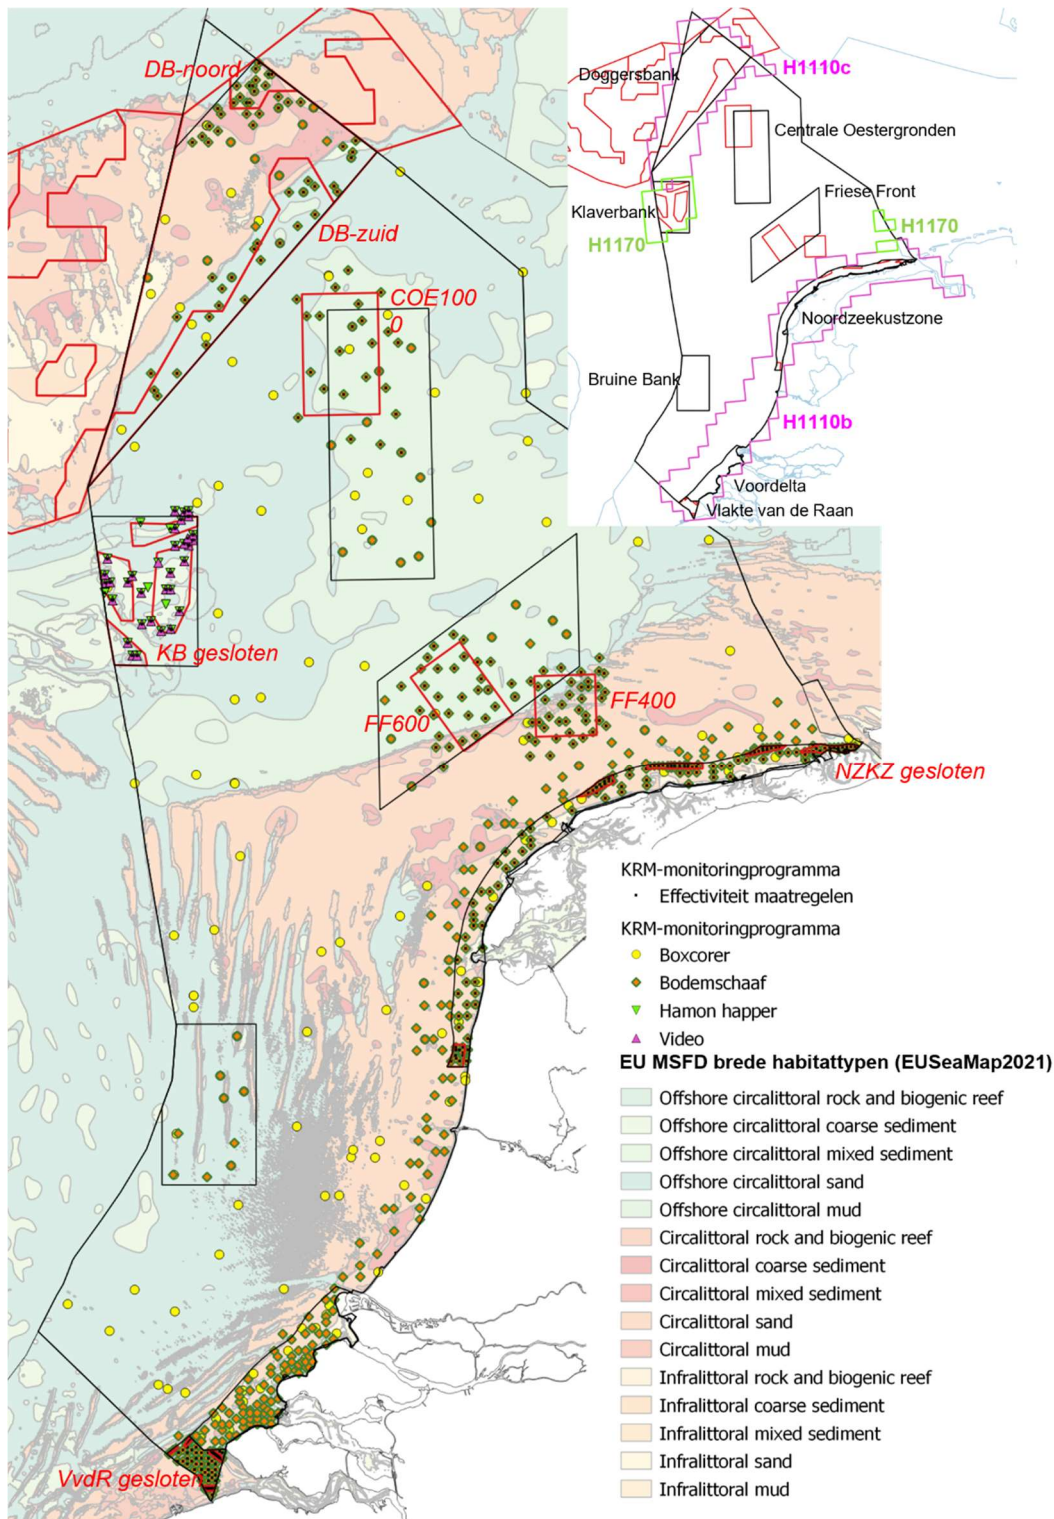 DB-noord
DB-zuid
COE100
0
KB gesloten
FF600
FF400
NZKZ gesloten
VvdR gesloten
Doggersbank
H1110c
Centrale Oestergronden
Friese Front
Klaverbank
H1170
H1170
Noordzeekustzone
Bruine Bank
H1110b
Voordelta
Vlakte van de Raan
KRM-monitoringprogramma
Effectiviteit maatregelen
KRM-monitoringprogramma
Boxcorer
Bodemschaaf
Hamon happer
Video
EU MSFD brede habitattypen (EUSeaMap2021)
Offshore circalittoral rock and biogenic reef
Offshore circalittoral coarse sediment
Offshore circalittoral mixed sediment
Offshore circalittoral sand
Offshore circalittoral mud
Circalittoral rock and biogenic reef
Circalittoral coarse sediment
Circalittoral mixed sediment
Circalittoral sand
Circalittoral mud
Infralittoral rock and biogenic reef
Infralittoral coarse sediment
Infralittoral mixed sediment
Infralittoral sand
Infralittoral mud